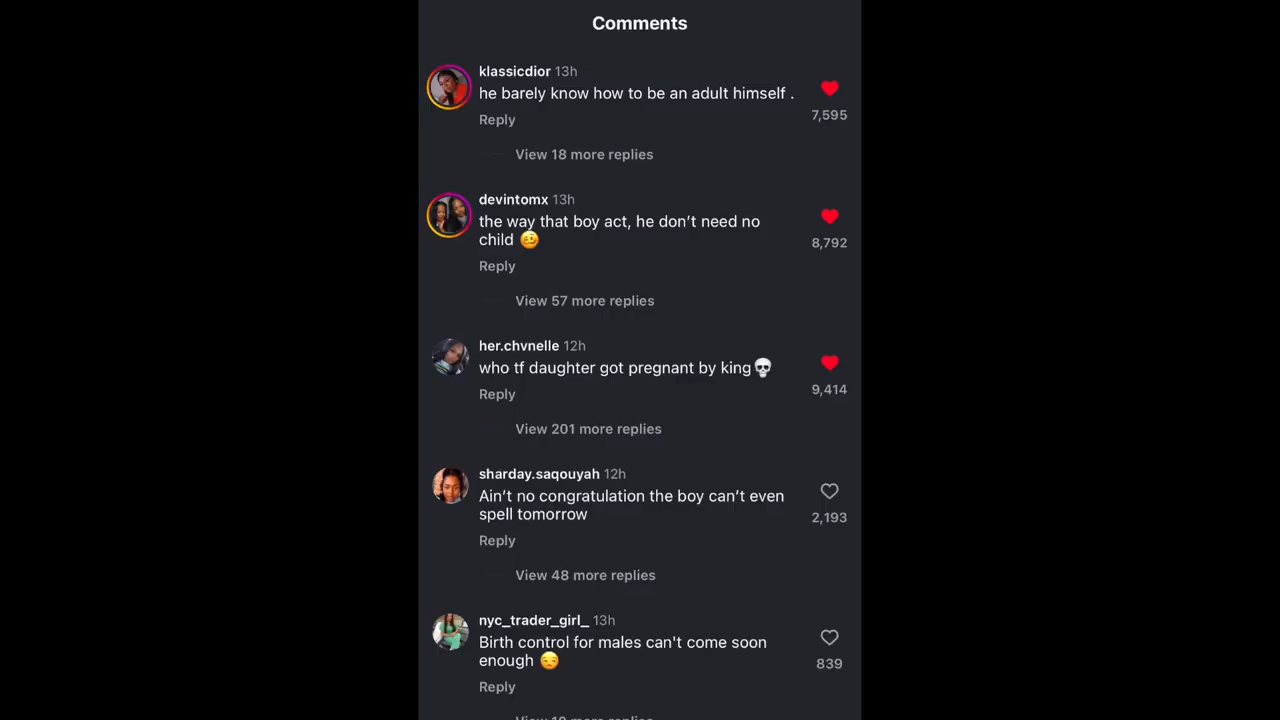 Comments
klassicdior 13h
he barely know how to be an adult himself .
7,595
Reply
View 18 more replies
devintomx 13h
the way that boy act, he don’t need no
child 🥴
8,792
Reply
View 57 more replies
her.chvnelle 12h
who tf daughter got pregnant by king💀
9,414
Reply
View 201 more replies
sharday.saqouyah 12h
Ain’t no congratulation the boy can’t even
spell tomorrow
2,193
Reply
View 48 more replies
nyc_trader_girl_ 13h
Birth control for males can't come soon
enough 😒
839
Reply
View more replies